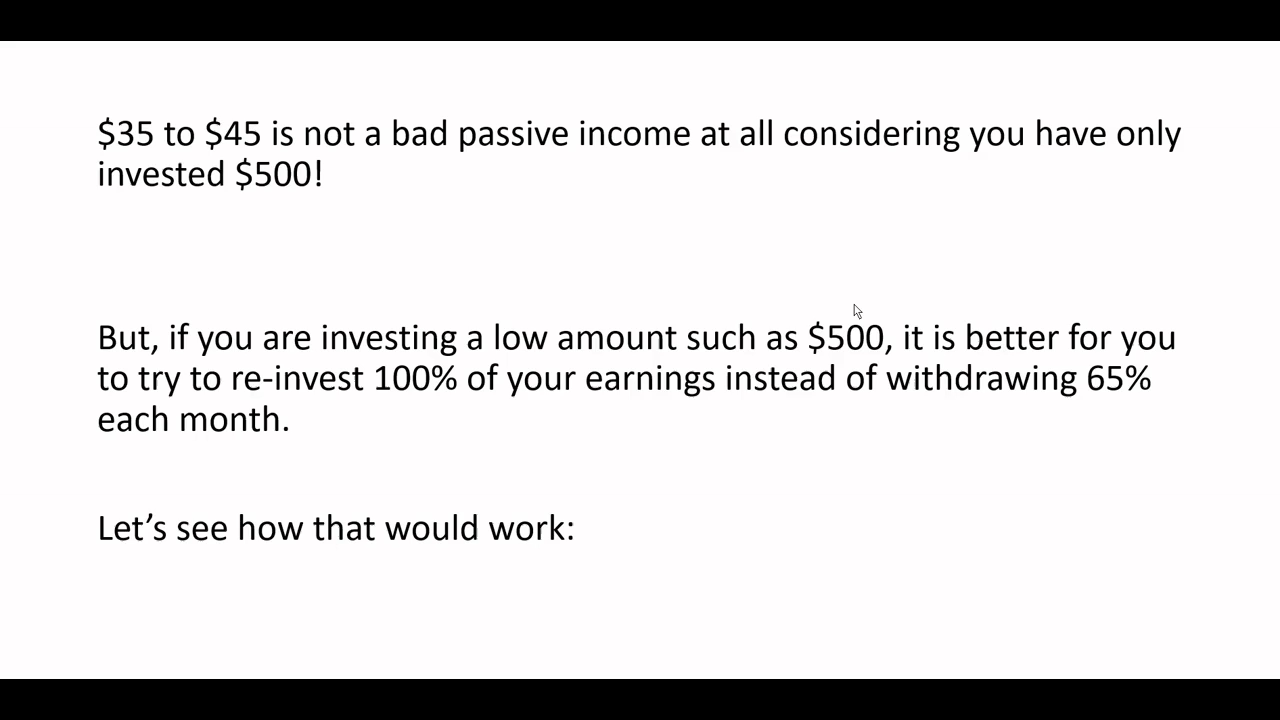 $35 to $45 is not a bad passive income at all considering you have only
invested $500!
But, if you are investing a low amount such as $500, it is better for you
to try to re-invest 100% of your earnings instead of withdrawing 65%
each month.
Let’s see how that would work: